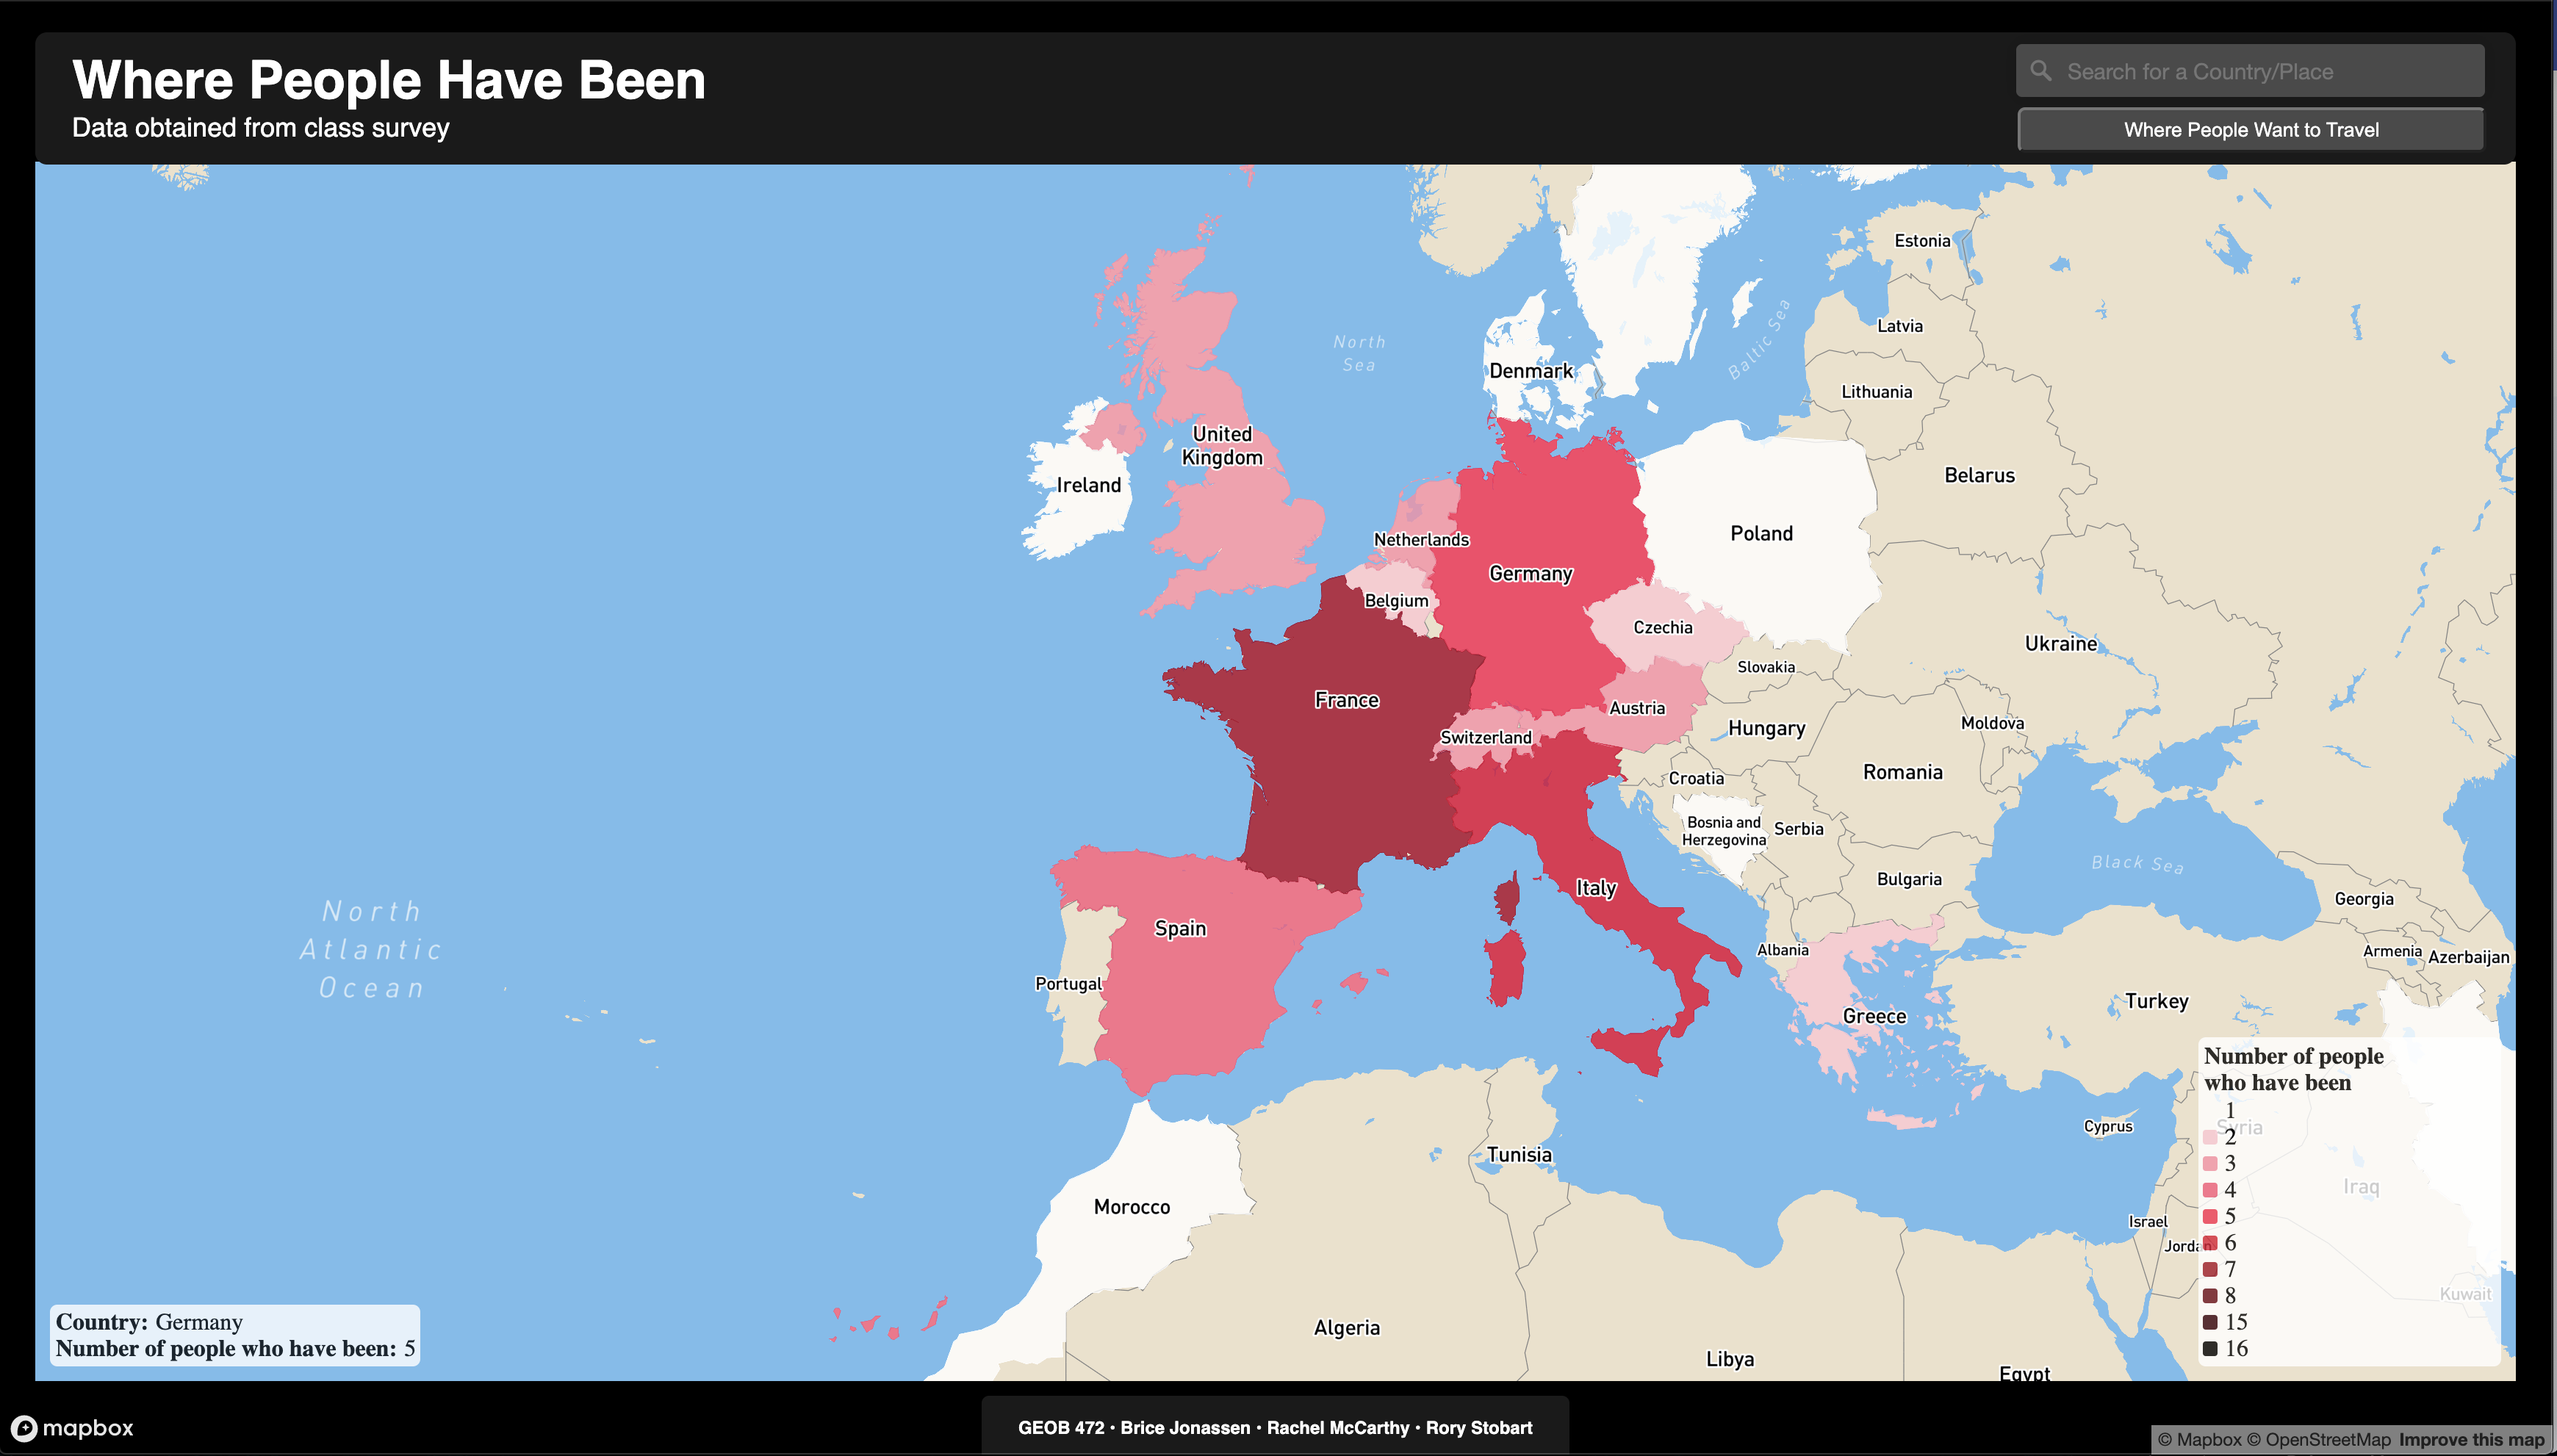 Where People Have Been
Data obtained from class survey
Search for a Country/Place
Where People Want to Travel
Estonia
Latvia
Lithuania
North
Sea
Baltic Sea
Denmark
United
Kingdom
Ireland
Belarus
Poland
Netherlands
Germany
Belgium
Czechia
Ukraine
Slovakia
France
Austria
Switzerland
Hungary
Moldova
Croatia
Romania
Bosnia and
Herzegovina
Serbia
Black Sea
Bulgaria
Italy
Georgia
North
Atlantic
Ocean
Spain
Albania
Armenia
Azerbaijan
Portugal
Turkey
Greece
Number of people
who have been
1
2
3
4
5
6
7
8
15
16
Syria
Cyprus
Tunisia
Iraq
Morocco
Israel
Jordan
Kuwait
Algeria
Libya
Egypt
Country: Germany
Number of people who have been: 5
mapbox
GEOB 472 • Brice Jonassen • Rachel McCarthy • Rory Stobart
© Mapbox © OpenStreetMap Improve this map